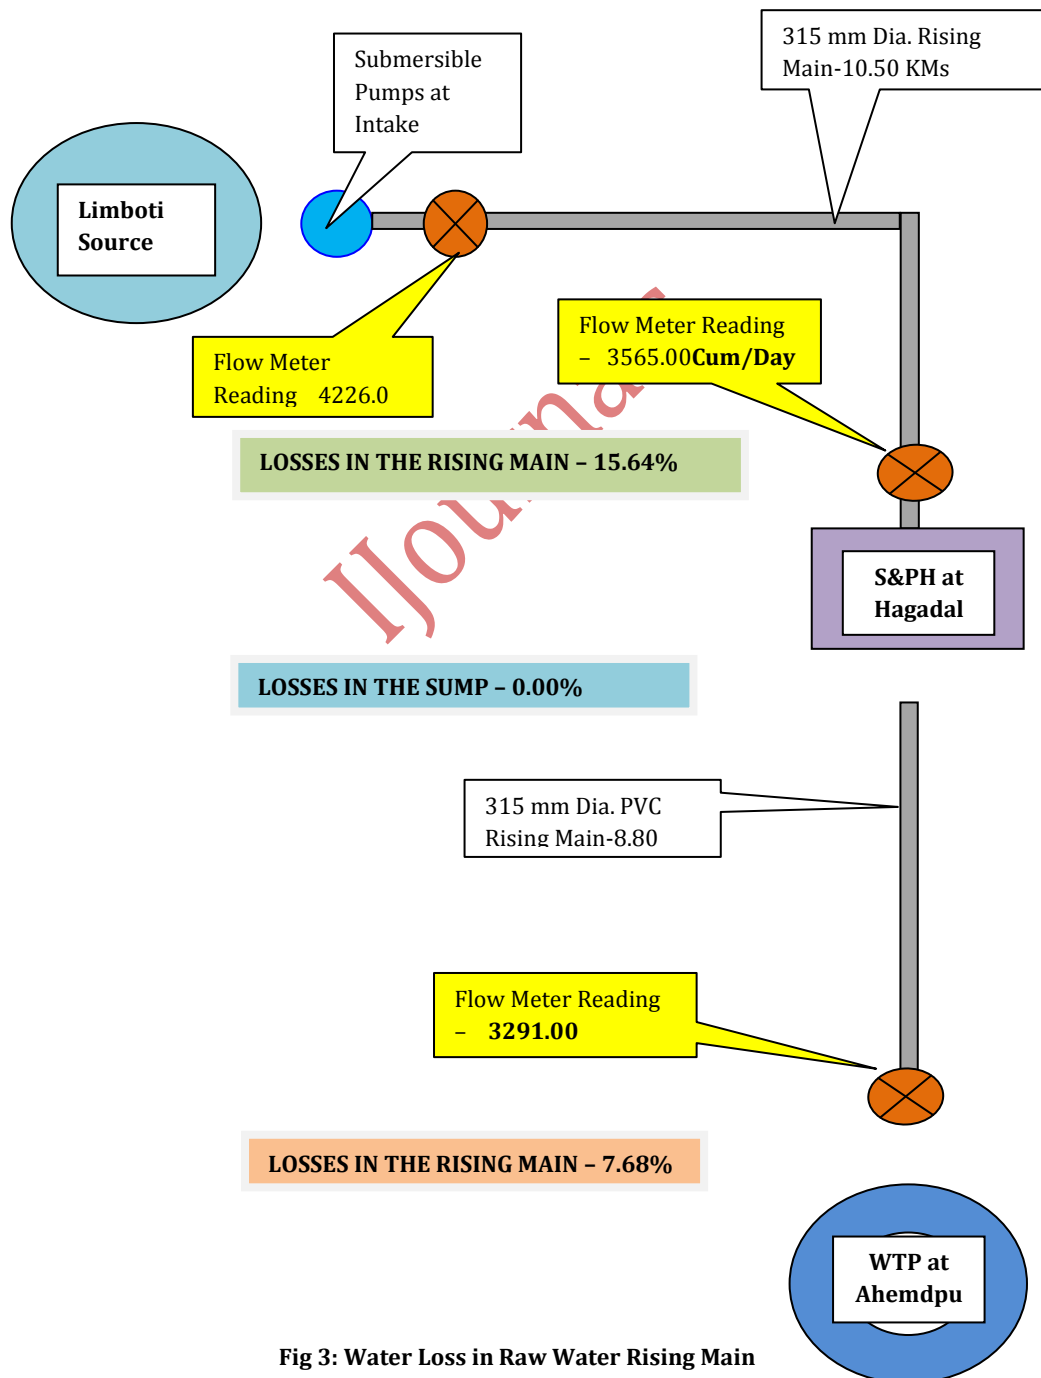 Submersible
Pumps at
Intake
315 mm Dia. Rising
Main-10.50 KMs
Limboti
Source
Flow Meter
Reading 4226.0
Flow Meter Reading
– 3565.00Cum/Day
LOSSES IN THE RISING MAIN – 15.64%
S&PH at
Hagadal
LOSSES IN THE SUMP – 0.00%
315 mm Dia. PVC
Rising Main-8.80
Flow Meter Reading
– 3291.00
LOSSES IN THE RISING MAIN – 7.68%
WTP at
Ahemdpu
Fig 3: Water Loss in Raw Water Rising Main